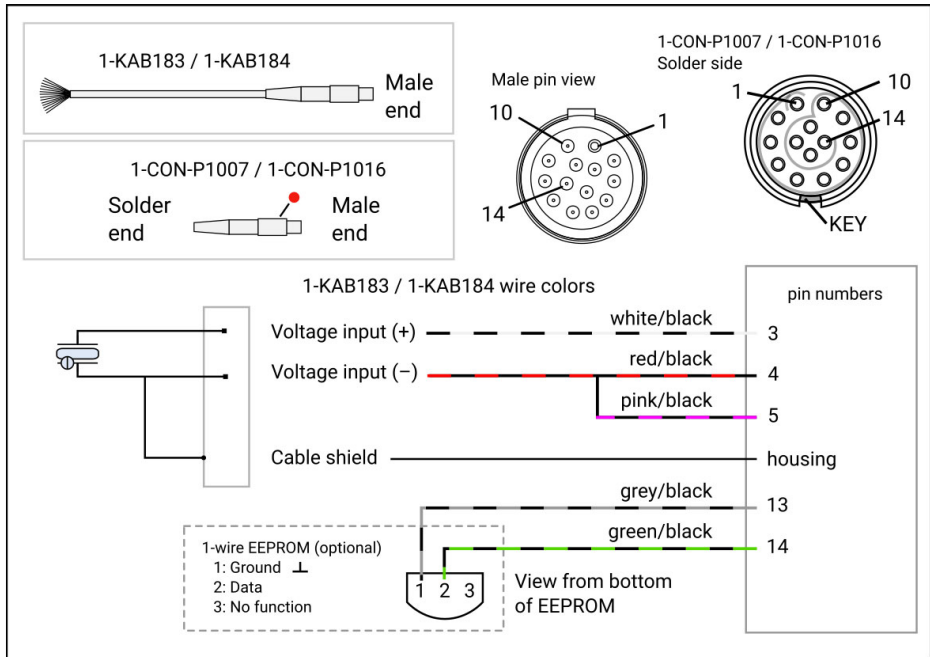 1-KAB183 / 1-KAB184
Male
end
1-CON-P1007 / 1-CON-P1016
Solder
end
Male
end
Male pin view
10
1
14
1-CON-P1007 / 1-CON-P1016
Solder side
1
10
14
KEY
1-KAB183 / 1-KAB184 wire colors
pin numbers
Voltage input (+)
white/black
3
Voltage input (−)
red/black
4
pink/black
5
Cable shield
housing
grey/black
13
green/black
14
1-wire EEPROM (optional)
1: Ground
2: Data
3: No function
1 2 3
View from bottom
of EEPROM